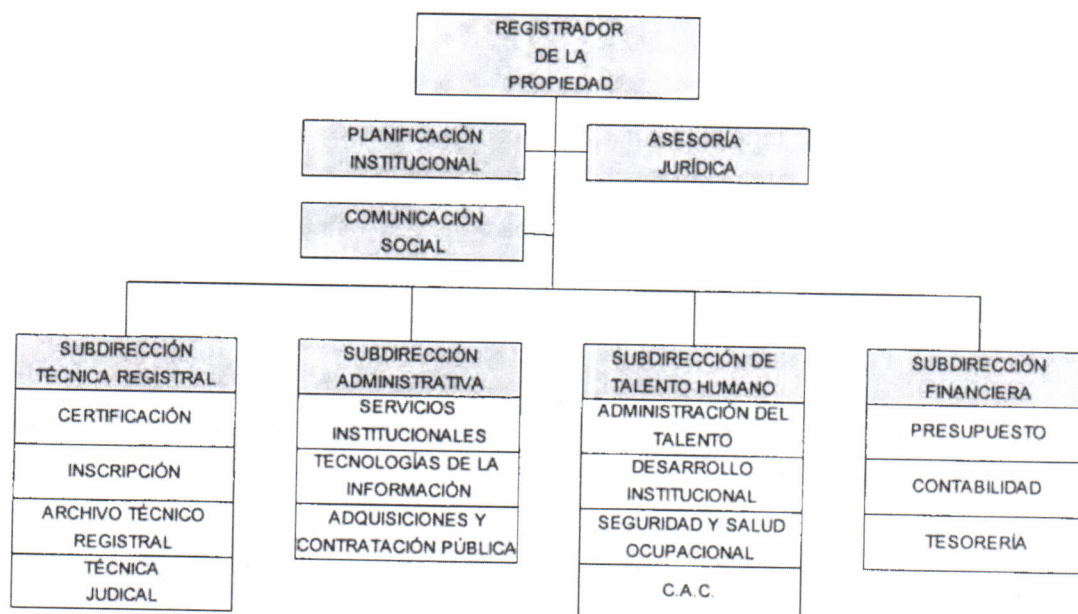 REGISTRADOR
DE LA
PROPIEDAD
PLANIFICACIÓN
INSTITUCIONAL
ASESORÍA
JURÍDICA
COMUNICACIÓN
SOCIAL
SUBDIRECCIÓN
TÉCNICA REGISTRAL
CERTIFICACIÓN
INSCRIPCIÓN
ARCHIVO TÉCNICO
REGISTRAL
TÉCNICA
JUDICAL
SUBDIRECCIÓN
ADMINISTRATIVA
SERVICIOS
INSTITUCIONALES
TECNOLOGÍAS DE LA
INFORMACIÓN
ADQUISICIONES Y
CONTRATACIÓN PÚBLICA
SUBDIRECCIÓN DE
TALENTO HUMANO
ADMINISTRACIÓN DEL
TALENTO
DESARROLLO
INSTITUCIONAL
SEGURIDAD Y SALUD
OCUPACIONAL
C.A.C.
SUBDIRECCIÓN
FINANCIERA
PRESUPUESTO
CONTABILIDAD
TESORERÍA